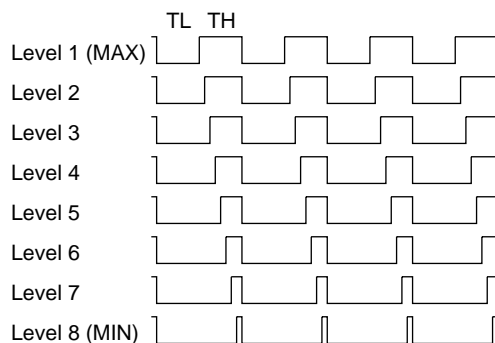 TL TH
Level 1 (MAX)
Level 2
Level 3
Level 4
Level 5
Level 6
Level 7
Level 8 (MIN)